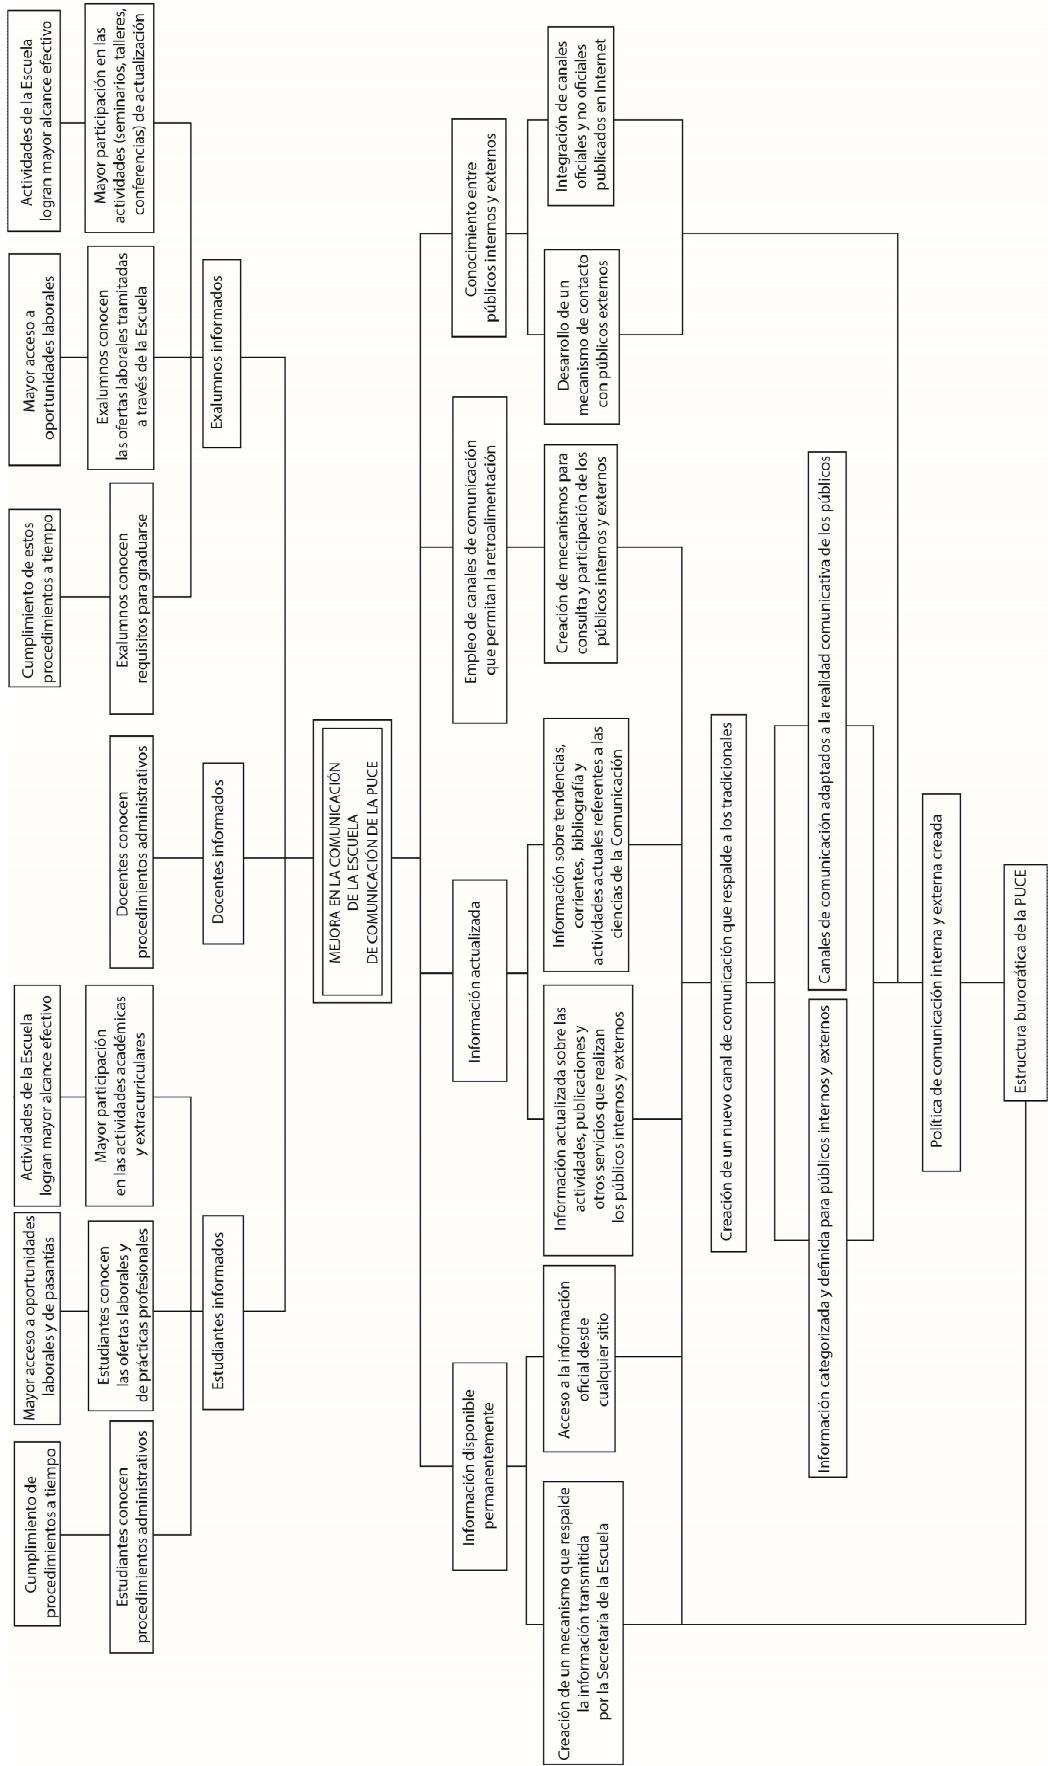 Cumplimiento de
procedimientos a tiempo
Mayor acceso a oportunidades
laborales y de pasantías
Actividades de la Escuela
logran mayor alcance efectivo
Cumplimiento de estos
procedimientos a tiempo
Mayor acceso a
oportunidades laborales
Actividades de la Escuela
logran mayor alcance efectivo
Estudiantes conocen
procedimientos administrativos
Estudiantes conocen
las ofertas laborales y
de prácticas profesionales
Mayor participación
en las actividades académicas
y extracurriculares
Docentes conocen
procedimientos administrativos
Exalumnos conocen
requisitos para graduarse
Exalumnos conocen
las ofertas laborales tramitadas
a través de la Escuela
Mayor participación en las
actividades (seminarios, talleres,
conferencias) de actualización
Estudiantes informados
Docentes informados
Exalumnos informados
MEJORA EN LA COMUNICACIÓN
DE LA ESCUELA
DE COMUNICACIÓN DE LA PUCE
Información disponible
permanentemente
Información actualizada
Empleo de canales de comunicación
que permitan la retroalimentación
Conocimiento entre
públicos internos y externos
Creación de un mecanismo que respalde
la información transmitida
por la Secretaría de la Escuela
Acceso a la información
oficial desde
cualquier sitio
Información actualizada sobre las
actividades, publicaciones y
otros servicios que realizan
los públicos internos y externos
Información sobre tendencias,
corrientes, bibliografía y
actividades actuales referentes a las
ciencias de la Comunicación
Creación de mecanismos para
consulta y participación de los
públicos internos y externos
Desarrollo de un
mecanismo de contacto
con públicos externos
Integración de canales
oficiales y no oficiales
publicados en Internet
Creación de un nuevo canal de comunicación que respalde a los tradicionales
Información categorizada y definida para públicos internos y externos
Canales de comunicación adaptados a la realidad comunicativa de los públicos
Política de comunicación interna y externa creada
Estructura burocrática de la PUCE